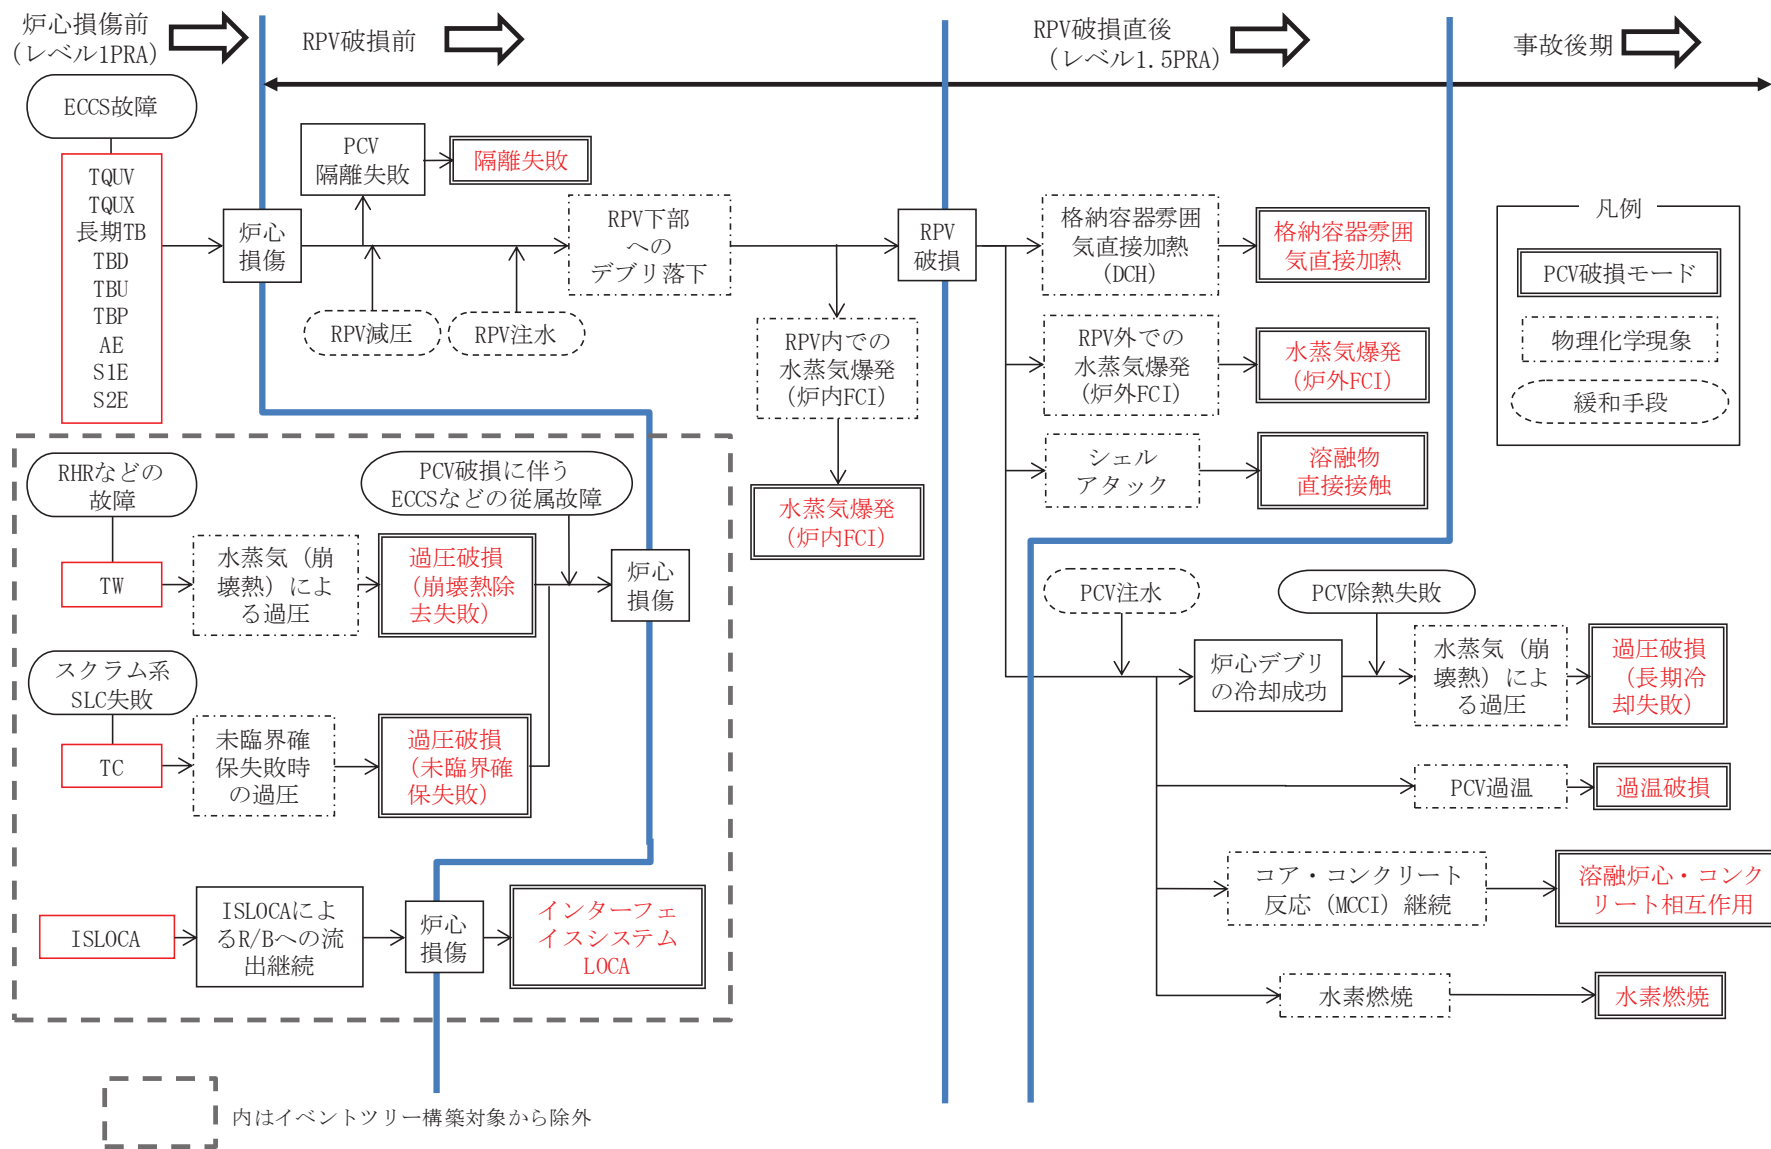 炉心損傷前
(レベル1PRA)
RPV破損前
RPV破損直後
(レベル1.5PRA)
事故後期
ECCS故障
TQUV
TQUX
長期TB
TBD
TBU
TBP
AE
S1E
S2E
炉心
損傷
PCV
隔離失敗
隔離失敗
RPV減圧
RPV注水
RPV下部
への
デブリ落下
RPV内での
水蒸気爆発
(炉内FCI)
水蒸気爆発
(炉内FCI)
RPV
破損
格納容器雰囲
気直接加熱
(DCH)
格納容器雰囲
気直接加熱
RPV外での
水蒸気爆発
(炉外FCI)
水蒸気爆発
(炉外FCI)
シェル
アタック
溶融物
直接接触
凡例
PCV破損モード
物理化学現象
緩和手段
RHRなどの
故障
TW
水蒸気（崩
壊熱）によ
る過圧
過圧破損
（崩壊熱除
去失敗）
PCV破損に伴う
ECCSなどの従属故障
炉心
損傷
スクラム系
SLC失敗
TC
未臨界確
保失敗時
の過圧
過圧破損
（未臨界確
保失敗）
ISLOCA
ISLOCAによ
るR/Bへの流
出継続
炉心
損傷
インターフェ
イスシステム
LOCA
PCV注水
PCV除熱失敗
炉心デブリ
の冷却成功
水蒸気（崩
壊熱）によ
る過圧
過圧破損
（長期冷
却失敗）
PCV過温
過温破損
コア・コンクリート
反応（MCCI）継続
溶融炉心・コンク
リート相互作用
水素燃焼
水素燃焼
内はイベントツリー構築対象から除外